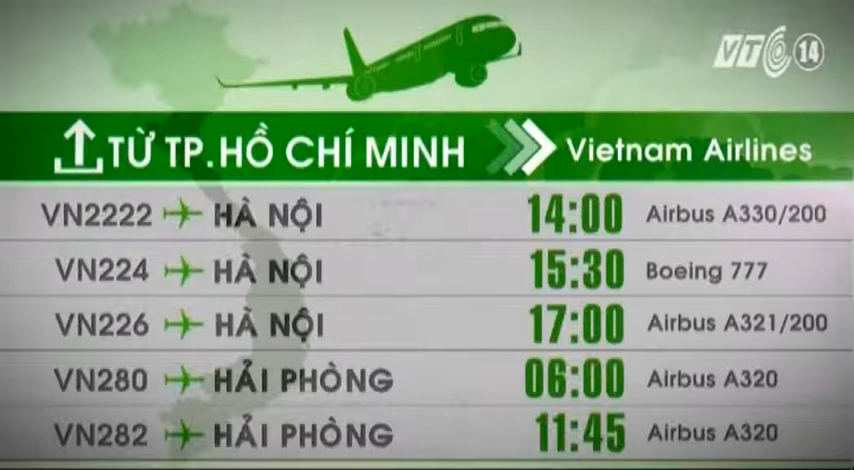 VTC 14
TỪ TP.HỒ CHÍ MINH Vietnam Airlines
VN2222 HÀ NỘI 14:00 Airbus A330/200
VN224 HÀ NỘI 15:30 Boeing 777
VN226 HÀ NỘI 17:00 Airbus A321/200
VN280 HẢI PHÒNG 06:00 Airbus A320
VN282 HẢI PHÒNG 11:45 Airbus A320